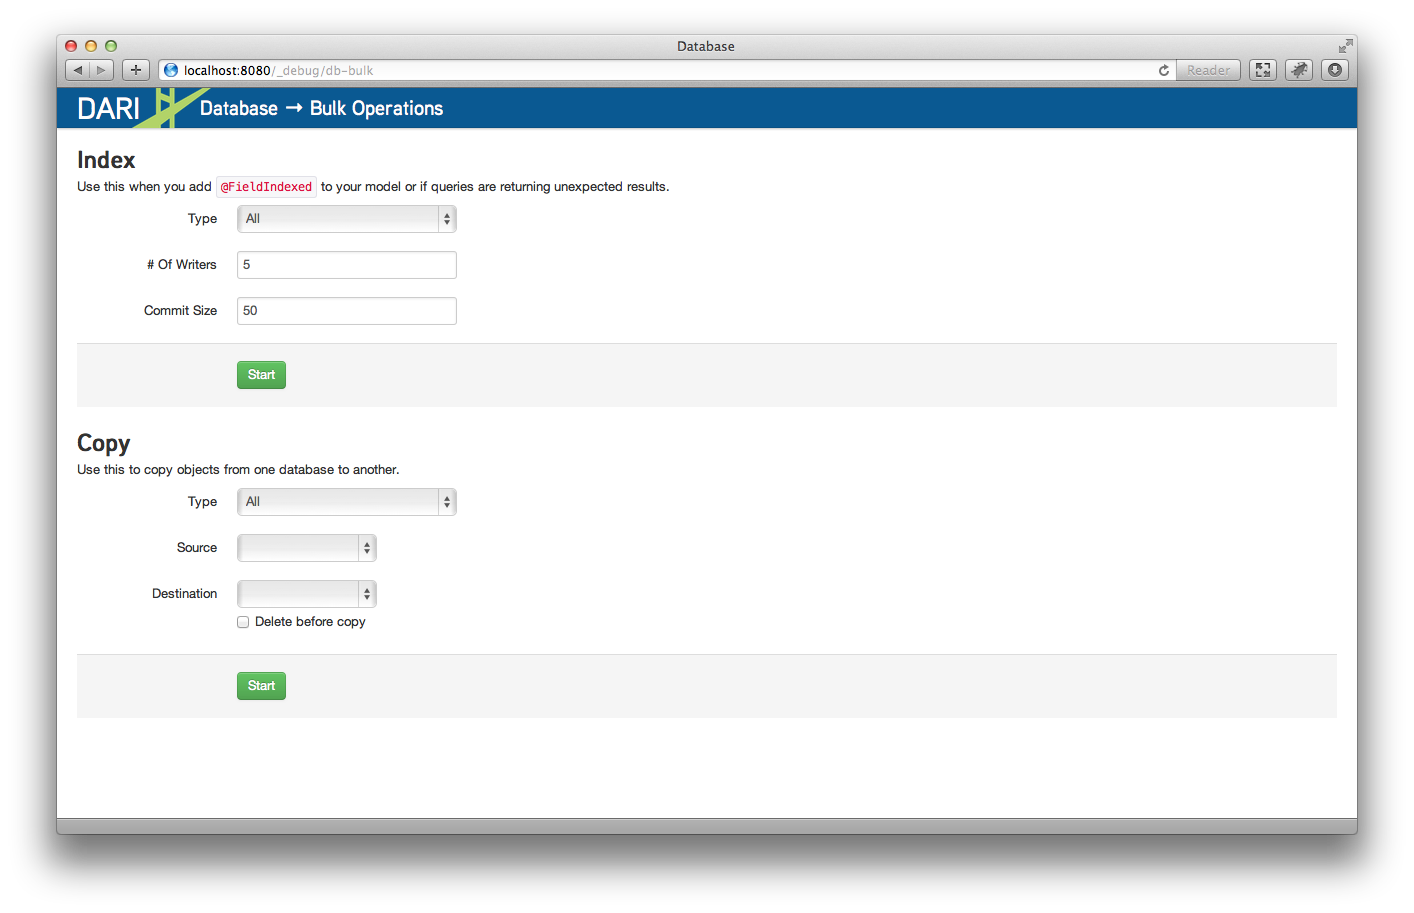 Database
localhost:8080/_debug/db-bulk
Reader
DARI Database → Bulk Operations
Index
Use this when you add @FieldIndexed to your model or if queries are returning unexpected results.
Type All
# Of Writers 5
Commit Size 50
Start
Copy
Use this to copy objects from one database to another.
Type All
Source
Destination
Delete before copy
Start